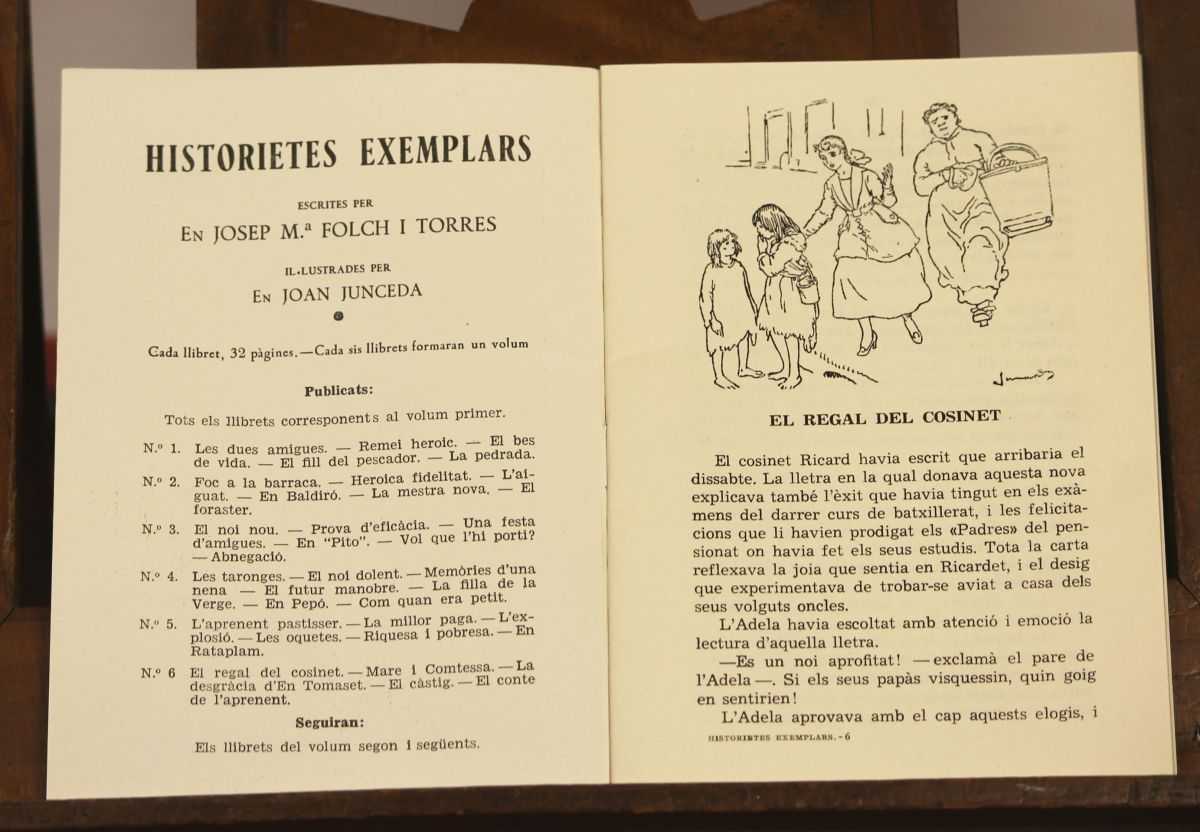 HISTORIETES EXEMPLARS
ESCRITES PER
EN JOSEP M.ª FOLCH I TORRES
IL·LUSTRADES PER
EN JOAN JUNCEDA
Cada llibret, 32 pàgines.—Cada sis llibrets formaran un volum
Publicats:
Tots els llibrets corresponents al volum primer.
N.º 1. Les dues amigues. — Remei heroic. — El bes
de vida. — El fill del pescador. — La pedrada.
N.º 2. Foc a la barraca. — Heroica fidelitat. — L'ai-
guat. — En Baldiró. — La mestra nova. — El
foraster.
N.º 3. El noi nou. — Prova d'eficàcia. — Una festa
d'amigues. — En "Pito". — Vol que l'hi porti?
— Abnegació.
N.º 4. Les taronges. — El noi dolent. — Memòries d'una
nena — El futur manobre. — La filla de la
Verge. — En Pepó. — Com quan era petit.
N.º 5. L'aprenent pastisser. — La millor paga. — L'ex-
plosió. — Les oquetes. — Riquesa i pobresa. — En
Rataplam.
N.º 6 El regal del cosinet. — Mare i Comtessa. — La
desgràcia d'En Tomaset. — El càstig. — El conte
de l'aprenent.
Seguiran:
Els llibrets del volum segon i següents.
Junceda
EL REGAL DEL COSINET
El cosinet Ricard havia escrit que arribaria el
dissabte. La lletra en la qual donava aquesta nova
explicava també l'èxit que havia tingut en els exà-
mens del darrer curs de batxillerat, i les felicita-
cions que li havien prodigat els «Padres» del pen-
sionat on havia fet els seus estudis. Tota la carta
reflexava la joia que sentia en Ricardet, i el desig
que experimentava de trobar-se aviat a casa dels
seus volguts oncles.
L'Adela havia escoltat amb atenció i emoció la
lectura d'aquella lletra.
—Es un noi aprofitat! —exclamà el pare de
l'Adela—. Si els seus papàs visquessin, quin goig
en sentirien!
L'Adela aprovava amb el cap aquests elogis, i
HISTORIETES EXEMPLARS.-6